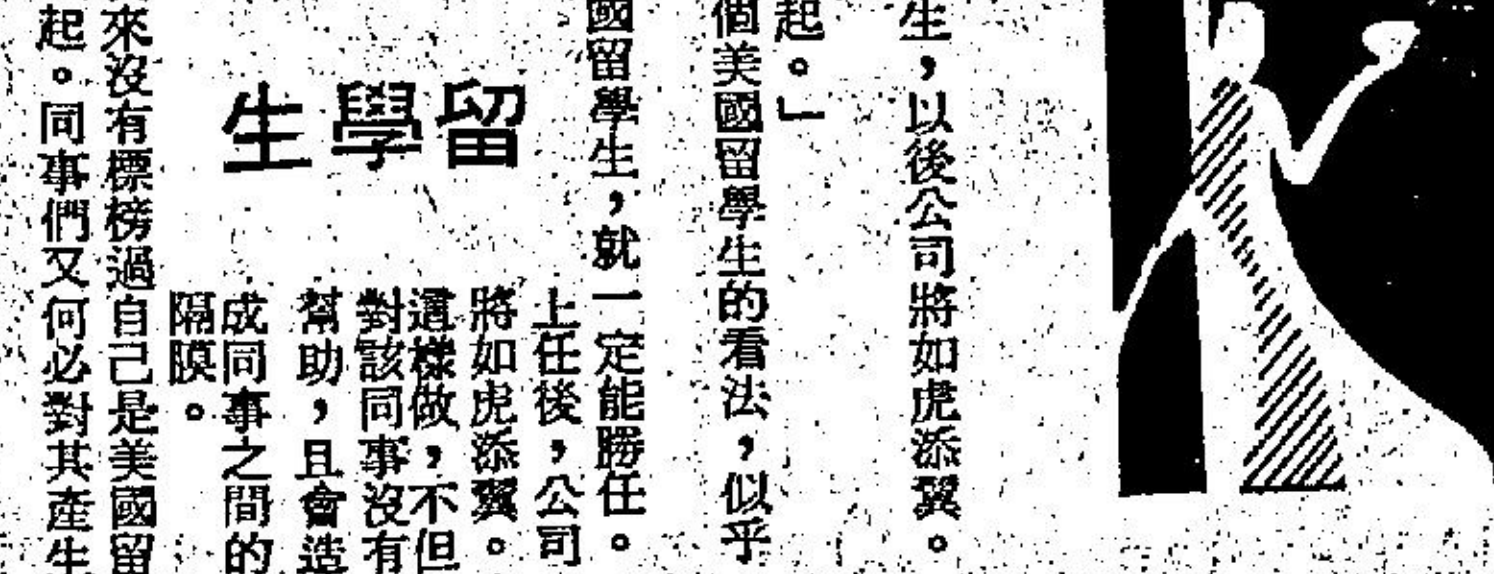 生，以後公司將如虎添翼。
起。」
個美國留學生的看法，似乎
國留學生，就一定能勝任。
上任後，公司
將如虎添翼。
這樣做，不但
對該同事沒有
幫助，且會造
成同事之間的
隔膜。
留學生
來沒有標榜過自己是美國留
起。同事們又何必對其產生